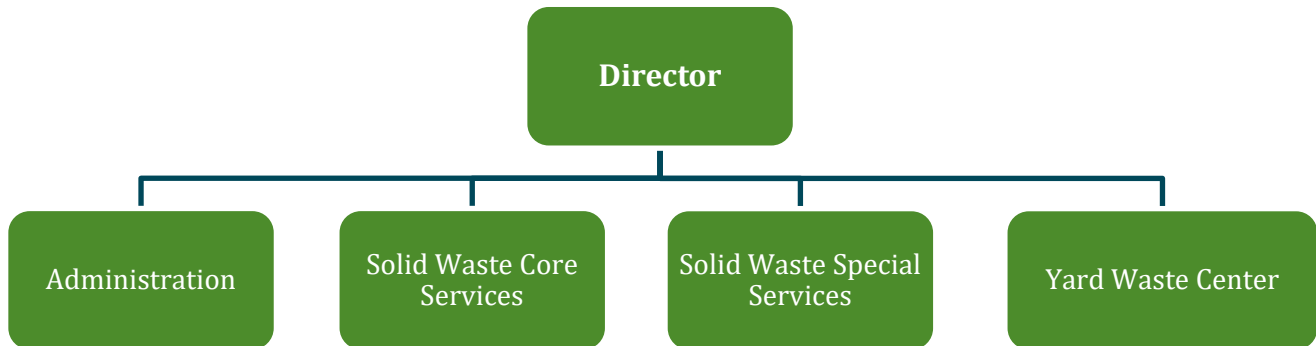 Director
Administration
Solid Waste Core
Services
Solid Waste Special
Services
Yard Waste Center